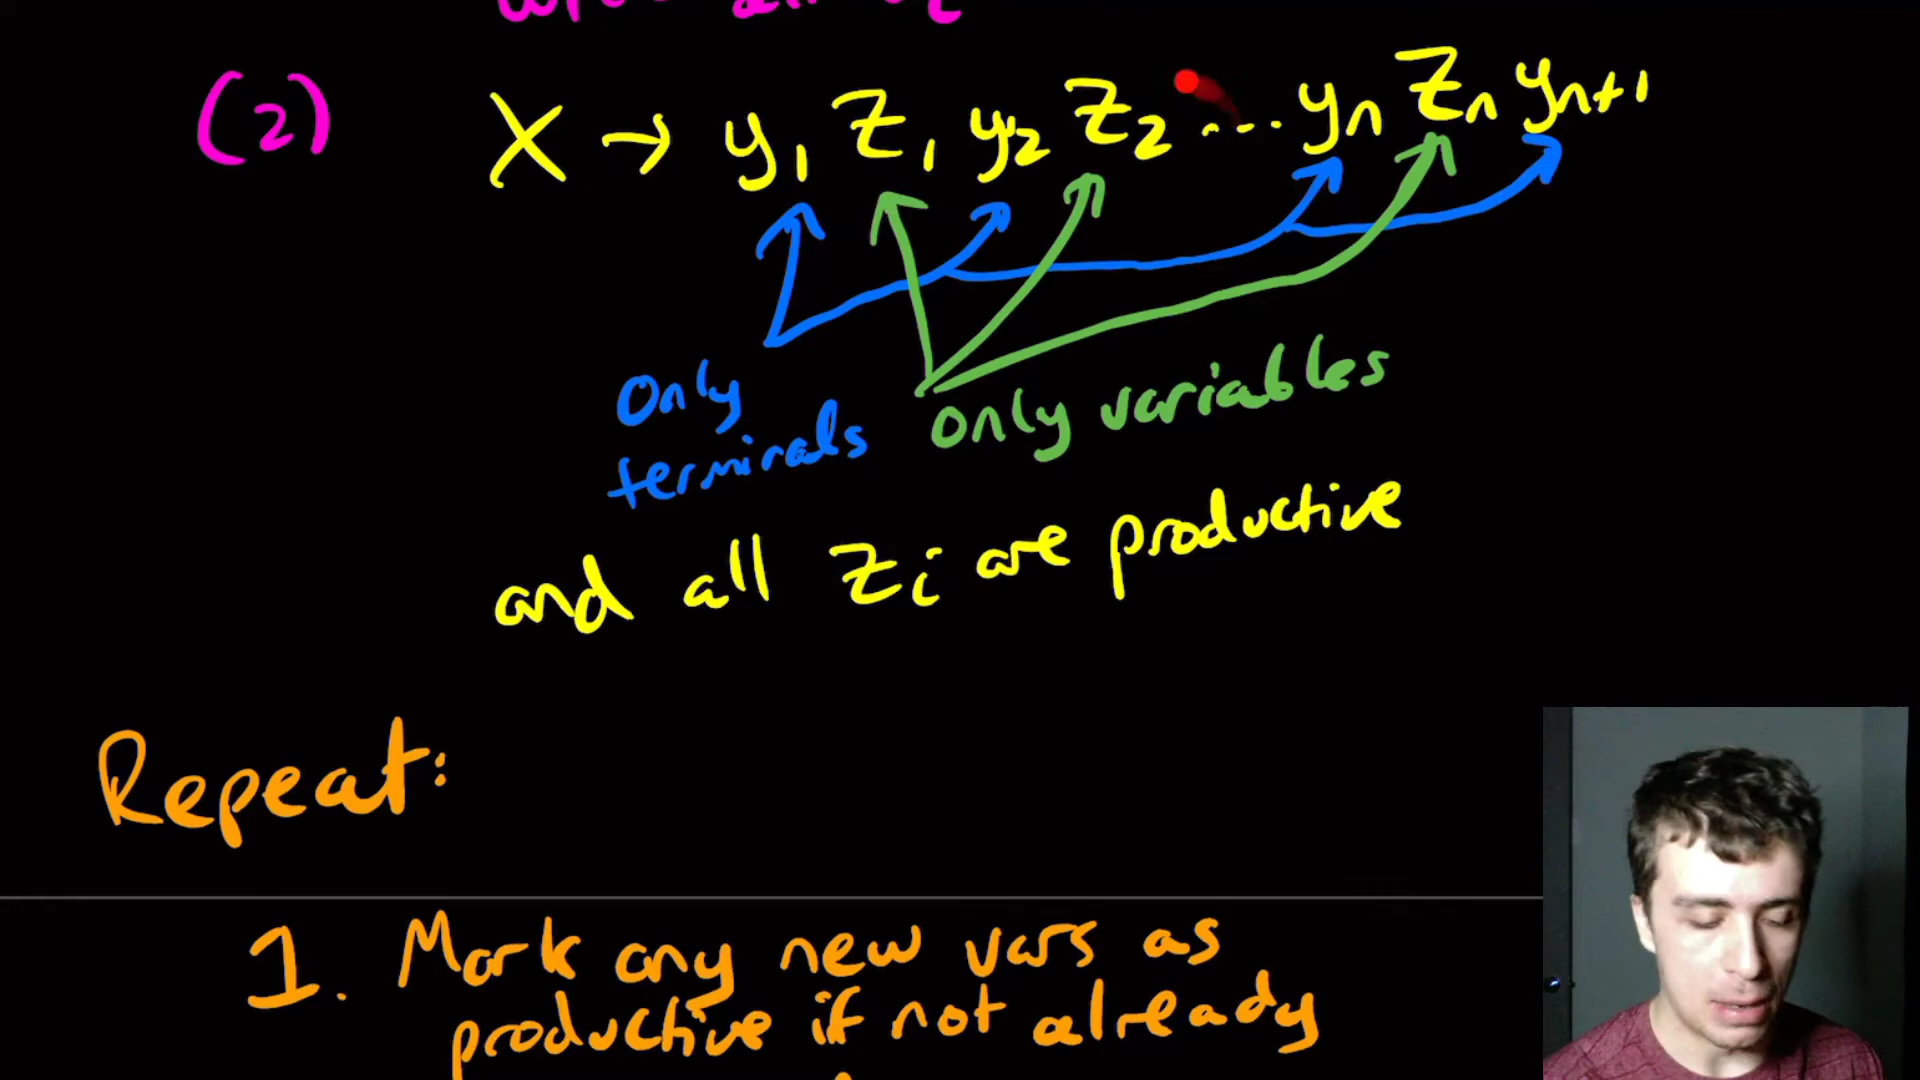 (2) X → y₁ Z₁ y₂ Z₂ ... yₙ Zₙ yₙ₊₁
only terminals
only variables
and all Zᵢ are productive
Repeat:
1. Mark any new vars as
productive if not already